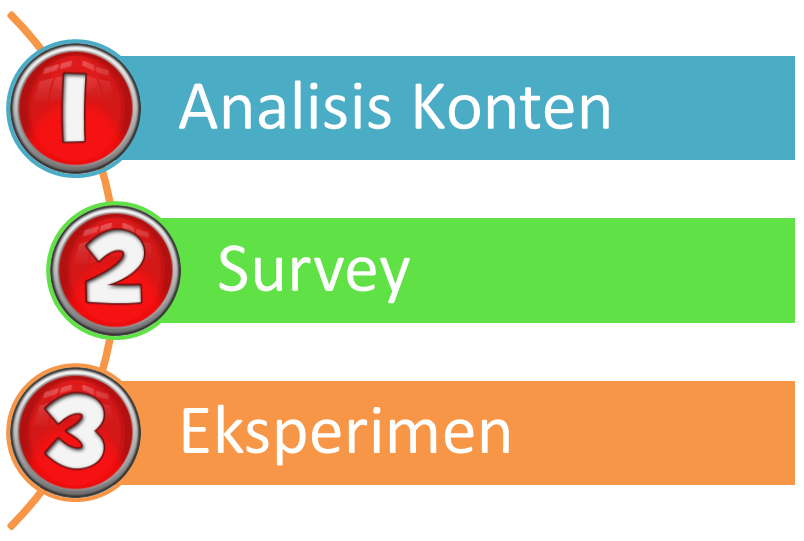 1 Analisis Konten
2 Survey
3 Eksperimen